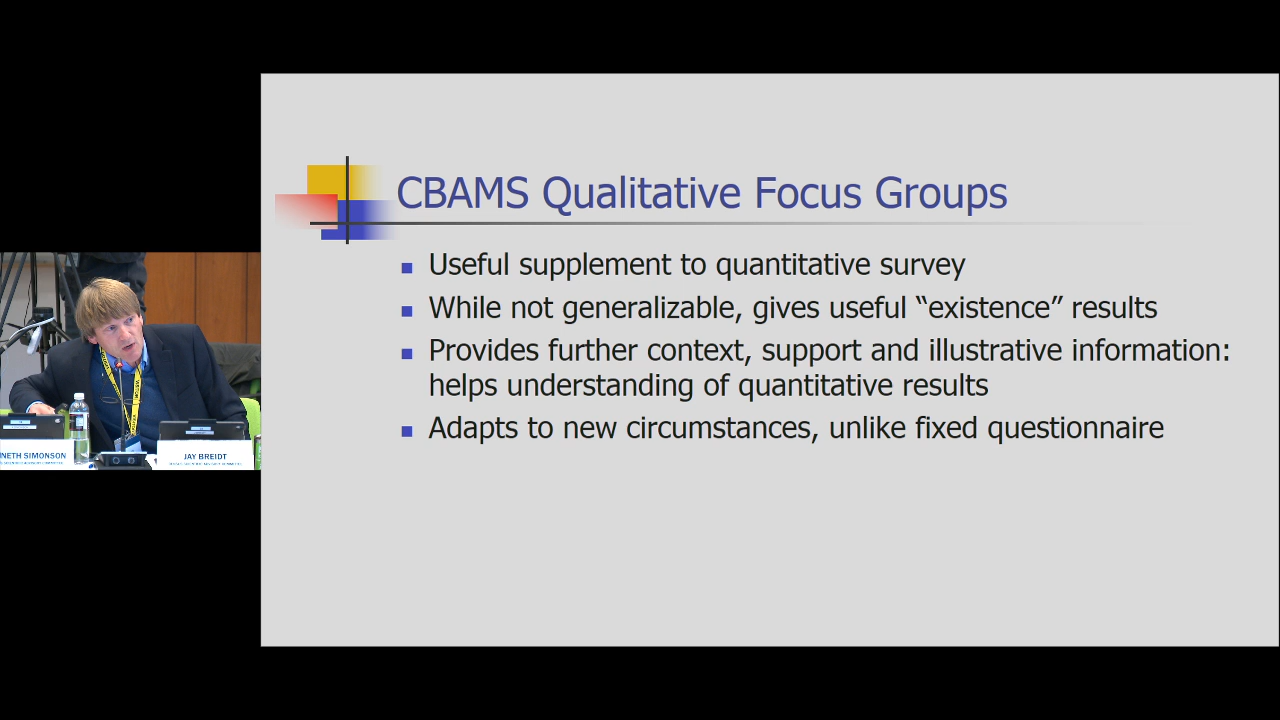 CBAMS Qualitative Focus Groups
Useful supplement to quantitative survey
While not generalizable, gives useful “existence” results
Provides further context, support and illustrative information:
helps understanding of quantitative results
Adapts to new circumstances, unlike fixed questionnaire
NETH SIMONSON
JAY BREIDT